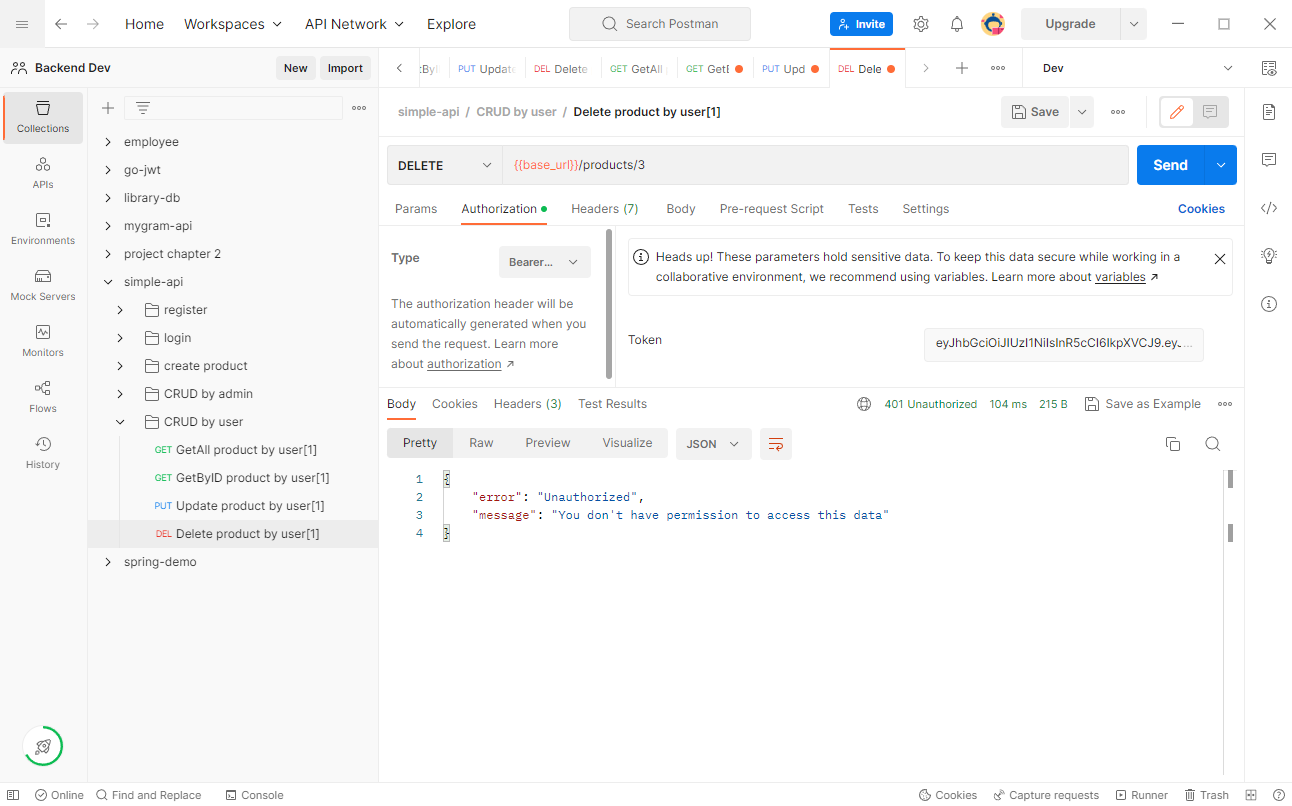 Home Workspaces API Network Explore Search Postman Invite Upgrade
Backend Dev New Import PUT Update DEL Delete GET GetAll GET GetE PUT Upd DEL Dele Dev
Collections
APIs
Environments
Mock Servers
Monitors
Flows
History
employee
go-jwt
library-db
mygram-api
project chapter 2
simple-api
register
login
create product
CRUD by admin
CRUD by user
GET GetAll product by user[1]
GET GetByID product by user[1]
PUT Update product by user[1]
DEL Delete product by user[1]
spring-demo
simple-api / CRUD by user / Delete product by user[1] Save
DELETE {{base_url}}/products/3 Send
Params Authorization Headers (7) Body Pre-request Script Tests Settings Cookies
Type Bearer...
The authorization header will be
automatically generated when you
send the request. Learn more
about authorization ↗
Heads up! These parameters hold sensitive data. To keep this data secure while working in a
collaborative environment, we recommend using variables. Learn more about variables ↗
Token eyJhbGciOiJIUzI1NiIsInR5cCI6IkpXVCJ9.ey...
Body Cookies Headers (3) Test Results 401 Unauthorized 104 ms 215 B Save as Example
Pretty Raw Preview Visualize JSON
1 {
2 "error": "Unauthorized",
3 "message": "You don't have permission to access this data"
4 }
Online Find and Replace Console Cookies Capture requests Runner Trash